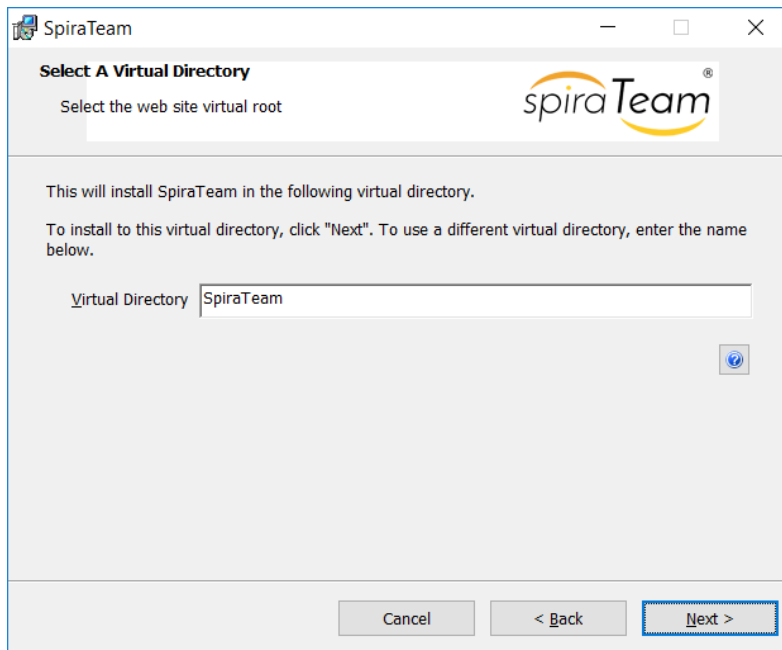 SpiraTeam
Select A Virtual Directory
Select the web site virtual root
spiraTeam®
This will install SpiraTeam in the following virtual directory.
To install to this virtual directory, click "Next". To use a different virtual directory, enter the name
below.
Virtual Directory SpiraTeam
?
Cancel < Back Next >